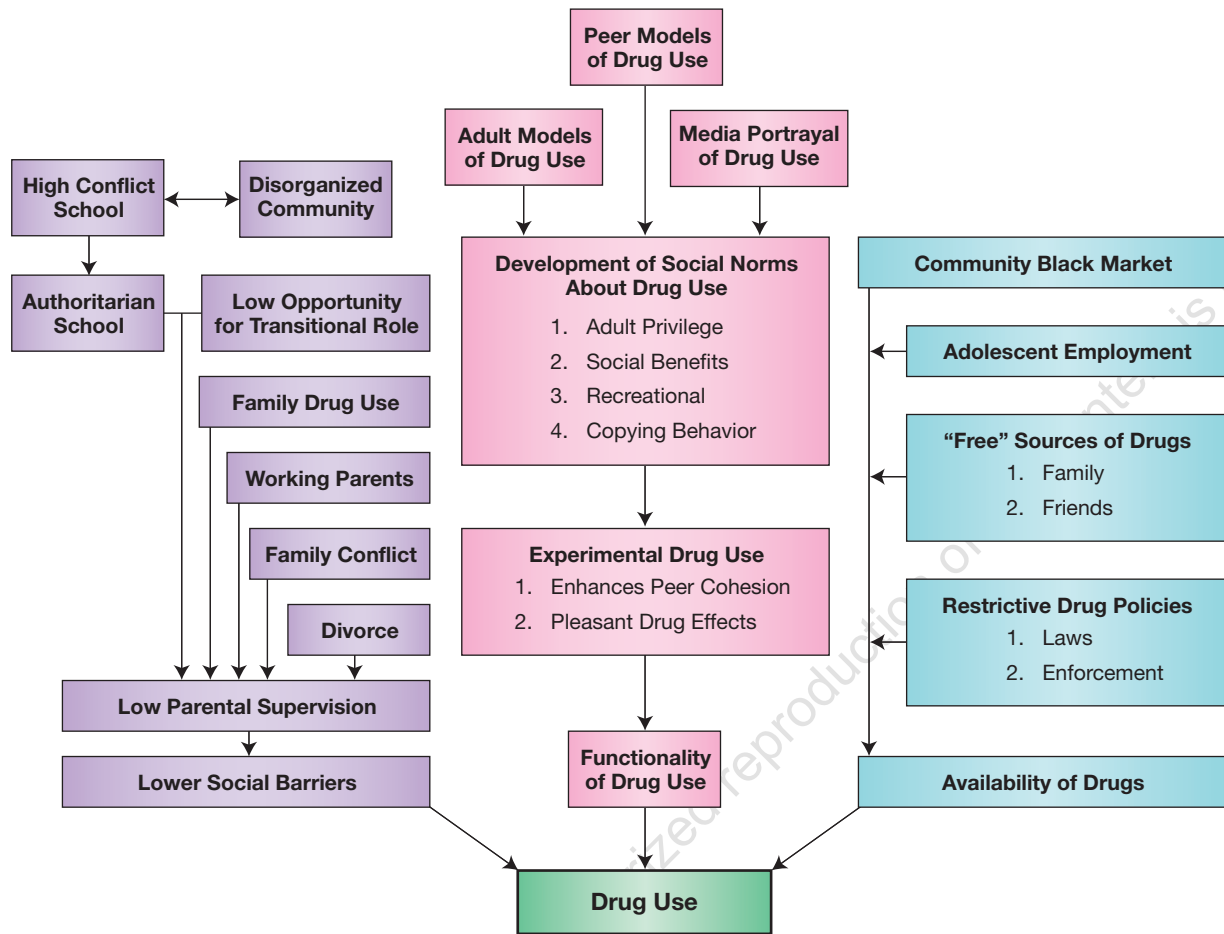 Peer Models
of Drug Use
Adult Models
of Drug Use
Media Portrayal
of Drug Use
High Conflict
School
Disorganized
Community
Authoritarian
School
Low Opportunity
for Transitional Role
Family Drug Use
Working Parents
Family Conflict
Divorce
Low Parental Supervision
Lower Social Barriers
Development of Social Norms
About Drug Use
1. Adult Privilege
2. Social Benefits
3. Recreational
4. Copying Behavior
Experimental Drug Use
1. Enhances Peer Cohesion
2. Pleasant Drug Effects
Functionality
of Drug Use
Community Black Market
Adolescent Employment
“Free” Sources of Drugs
1. Family
2. Friends
Restrictive Drug Policies
1. Laws
2. Enforcement
Availability of Drugs
Drug Use
reproduction is